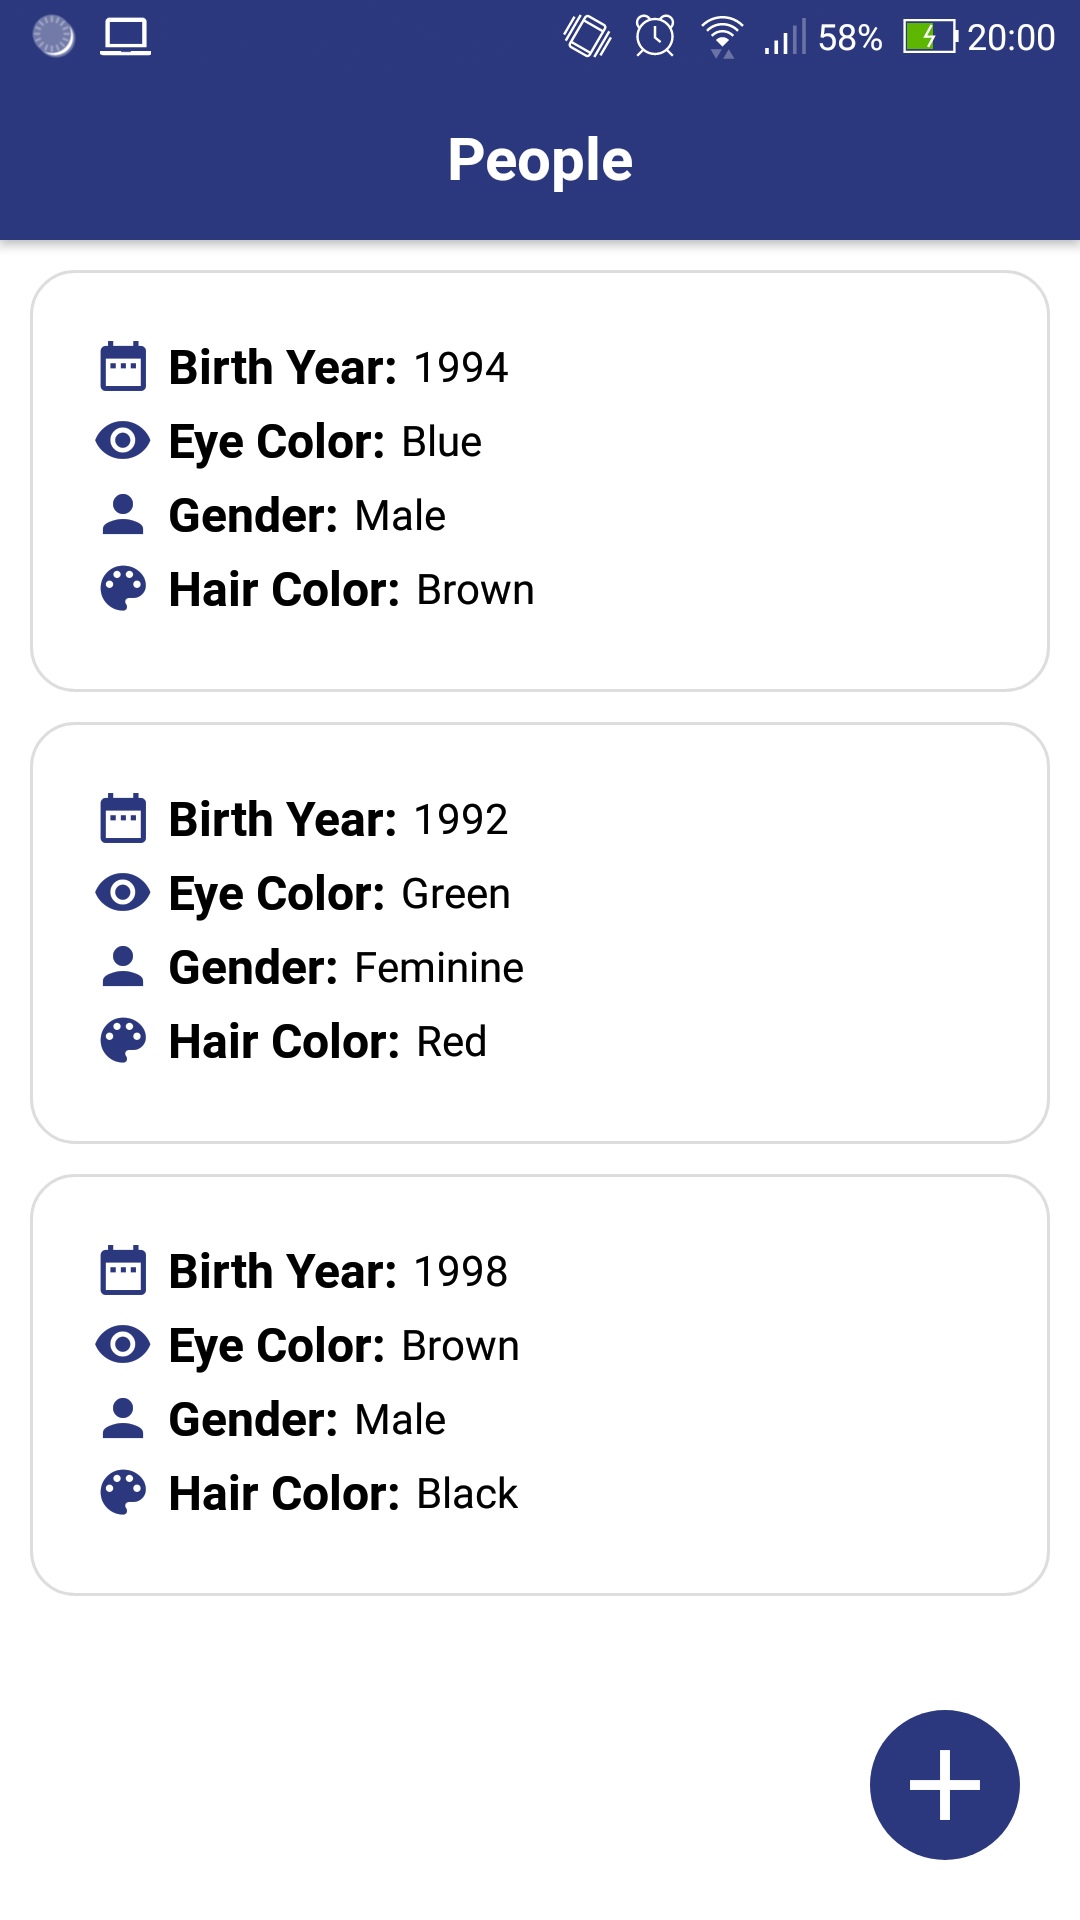 58% 20:00
People
Birth Year: 1994
Eye Color: Blue
Gender: Male
Hair Color: Brown
Birth Year: 1992
Eye Color: Green
Gender: Feminine
Hair Color: Red
Birth Year: 1998
Eye Color: Brown
Gender: Male
Hair Color: Black